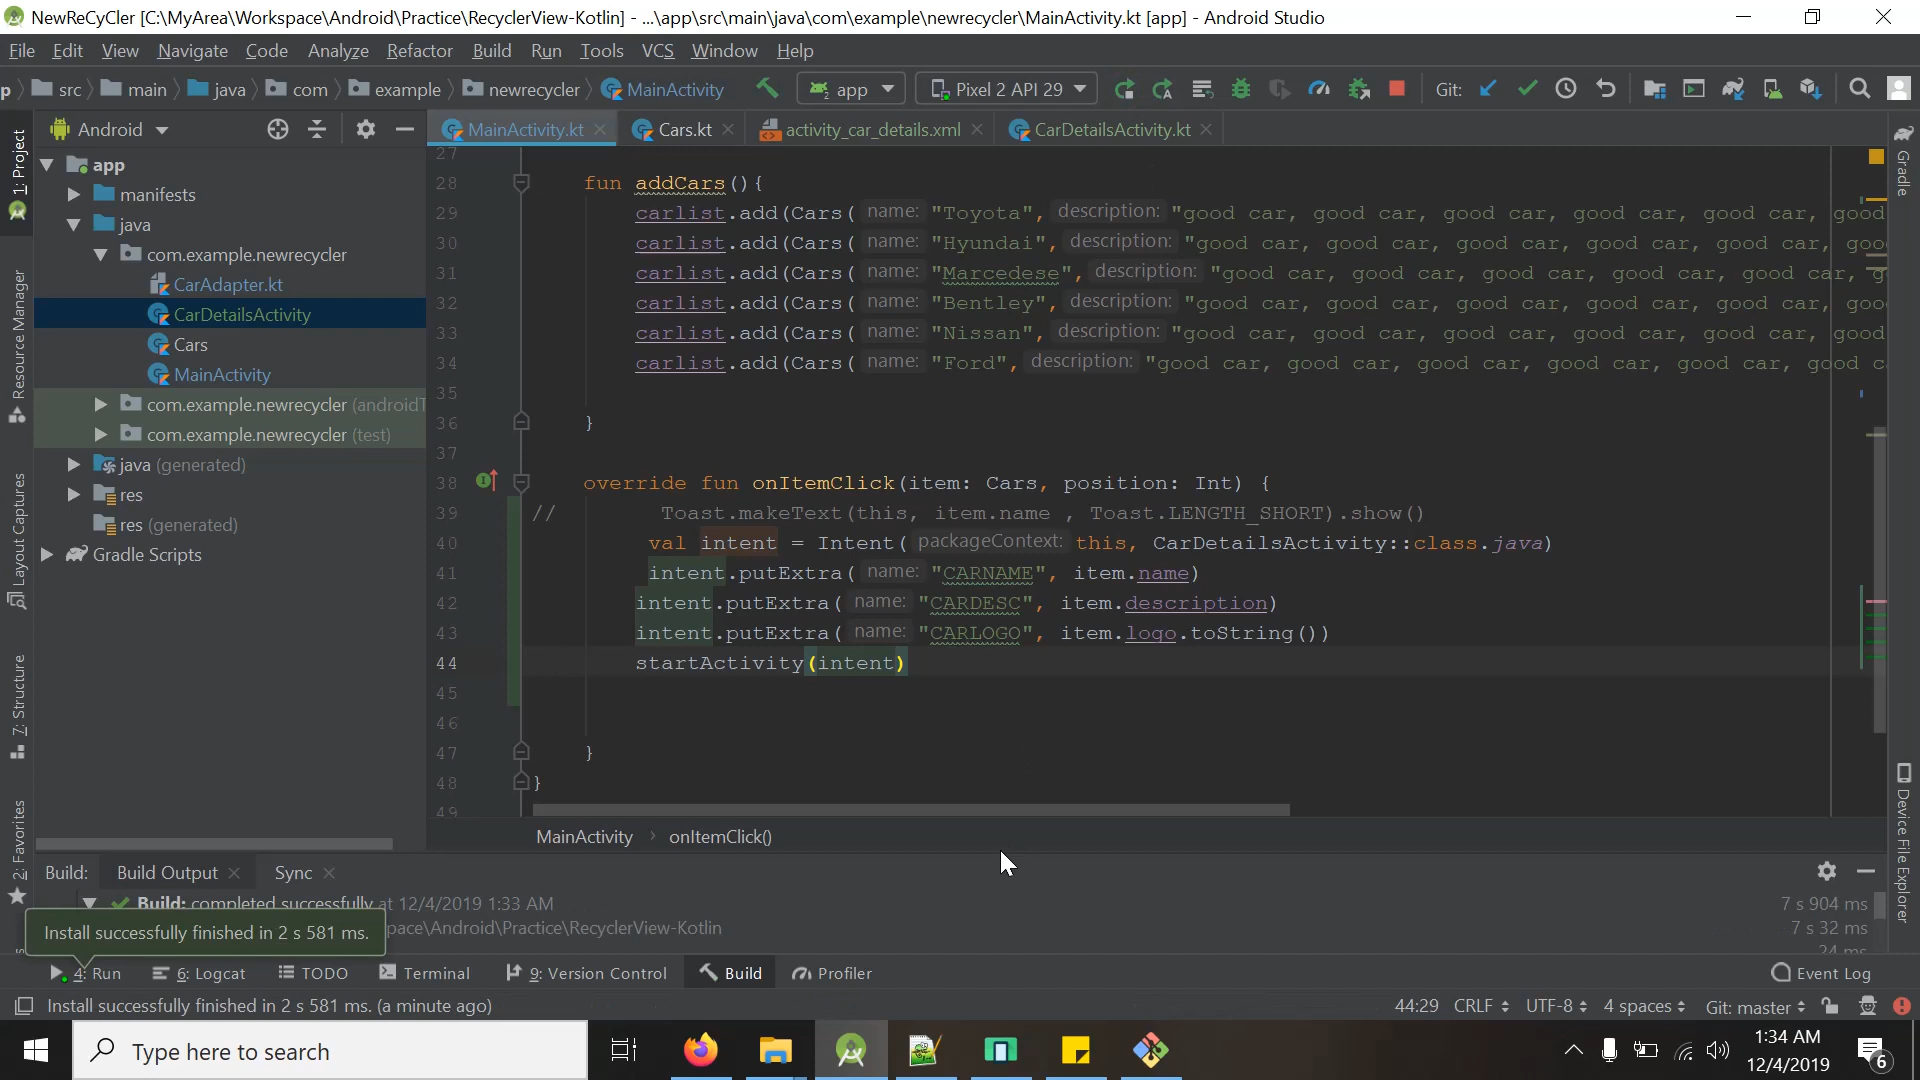 NewReCyCler [C:\MyArea\Workspace\Android\Practice\RecyclerView-Kotlin] - ...\app\src\main\java\com\example\newrecycler\MainActivity.kt [app] - Android Studio
File Edit View Navigate Code Analyze Refactor Build Run Tools VCS Window Help
p src main java com example newrecycler MainActivity app Pixel 2 API 29 Git:
Android MainActivity.kt Cars.kt activity_car_details.xml CarDetailsActivity.kt
1: Project
Resource Manager
Layout Captures
7: Structure
2: Favorites
app
manifests
java
com.example.newrecycler
CarAdapter.kt
CarDetailsActivity
Cars
MainActivity
com.example.newrecycler (androidT
com.example.newrecycler (test)
java (generated)
res
res (generated)
Gradle Scripts
27
28 fun addCars(){
29 carlist.add(Cars( name: "Toyota", description: "good car, good car, good car, good car, good car, good
30 carlist.add(Cars( name: "Hyundai", description: "good car, good car, good car, good car, good car, goo
31 carlist.add(Cars( name: "Marcedese", description: "good car, good car, good car, good car, good car, g
32 carlist.add(Cars( name: "Bentley", description: "good car, good car, good car, good car, good car, goo
33 carlist.add(Cars( name: "Nissan", description: "good car, good car, good car, good car, good car, good
34 carlist.add(Cars( name: "Ford", description: "good car, good car, good car, good car, good car, good c
35
36 }
37
38 override fun onItemClick(item: Cars, position: Int) {
39 // Toast.makeText(this, item.name , Toast.LENGTH_SHORT).show()
40 val intent = Intent( packageContext: this, CarDetailsActivity::class.java)
41 intent.putExtra( name: "CARNAME", item.name)
42 intent.putExtra( name: "CARDESC", item.description)
43 intent.putExtra( name: "CARLOGO", item.logo.toString())
44 startActivity(intent)
45
46
47 }
48 }
49
MainActivity onItemClick()
Gradle
Device File Explorer
Build: Build Output Sync
Build: completed successfully at 12/4/2019 1:33 AM 7 s 904 ms
pace\Android\Practice\RecyclerView-Kotlin 7 s 32 ms
24 ms
Install successfully finished in 2 s 581 ms.
4: Run 6: Logcat TODO Terminal 9: Version Control Build Profiler Event Log
Install successfully finished in 2 s 581 ms. (a minute ago) 44:29 CRLF UTF-8 4 spaces Git: master
Type here to search
1:34 AM
12/4/2019
6